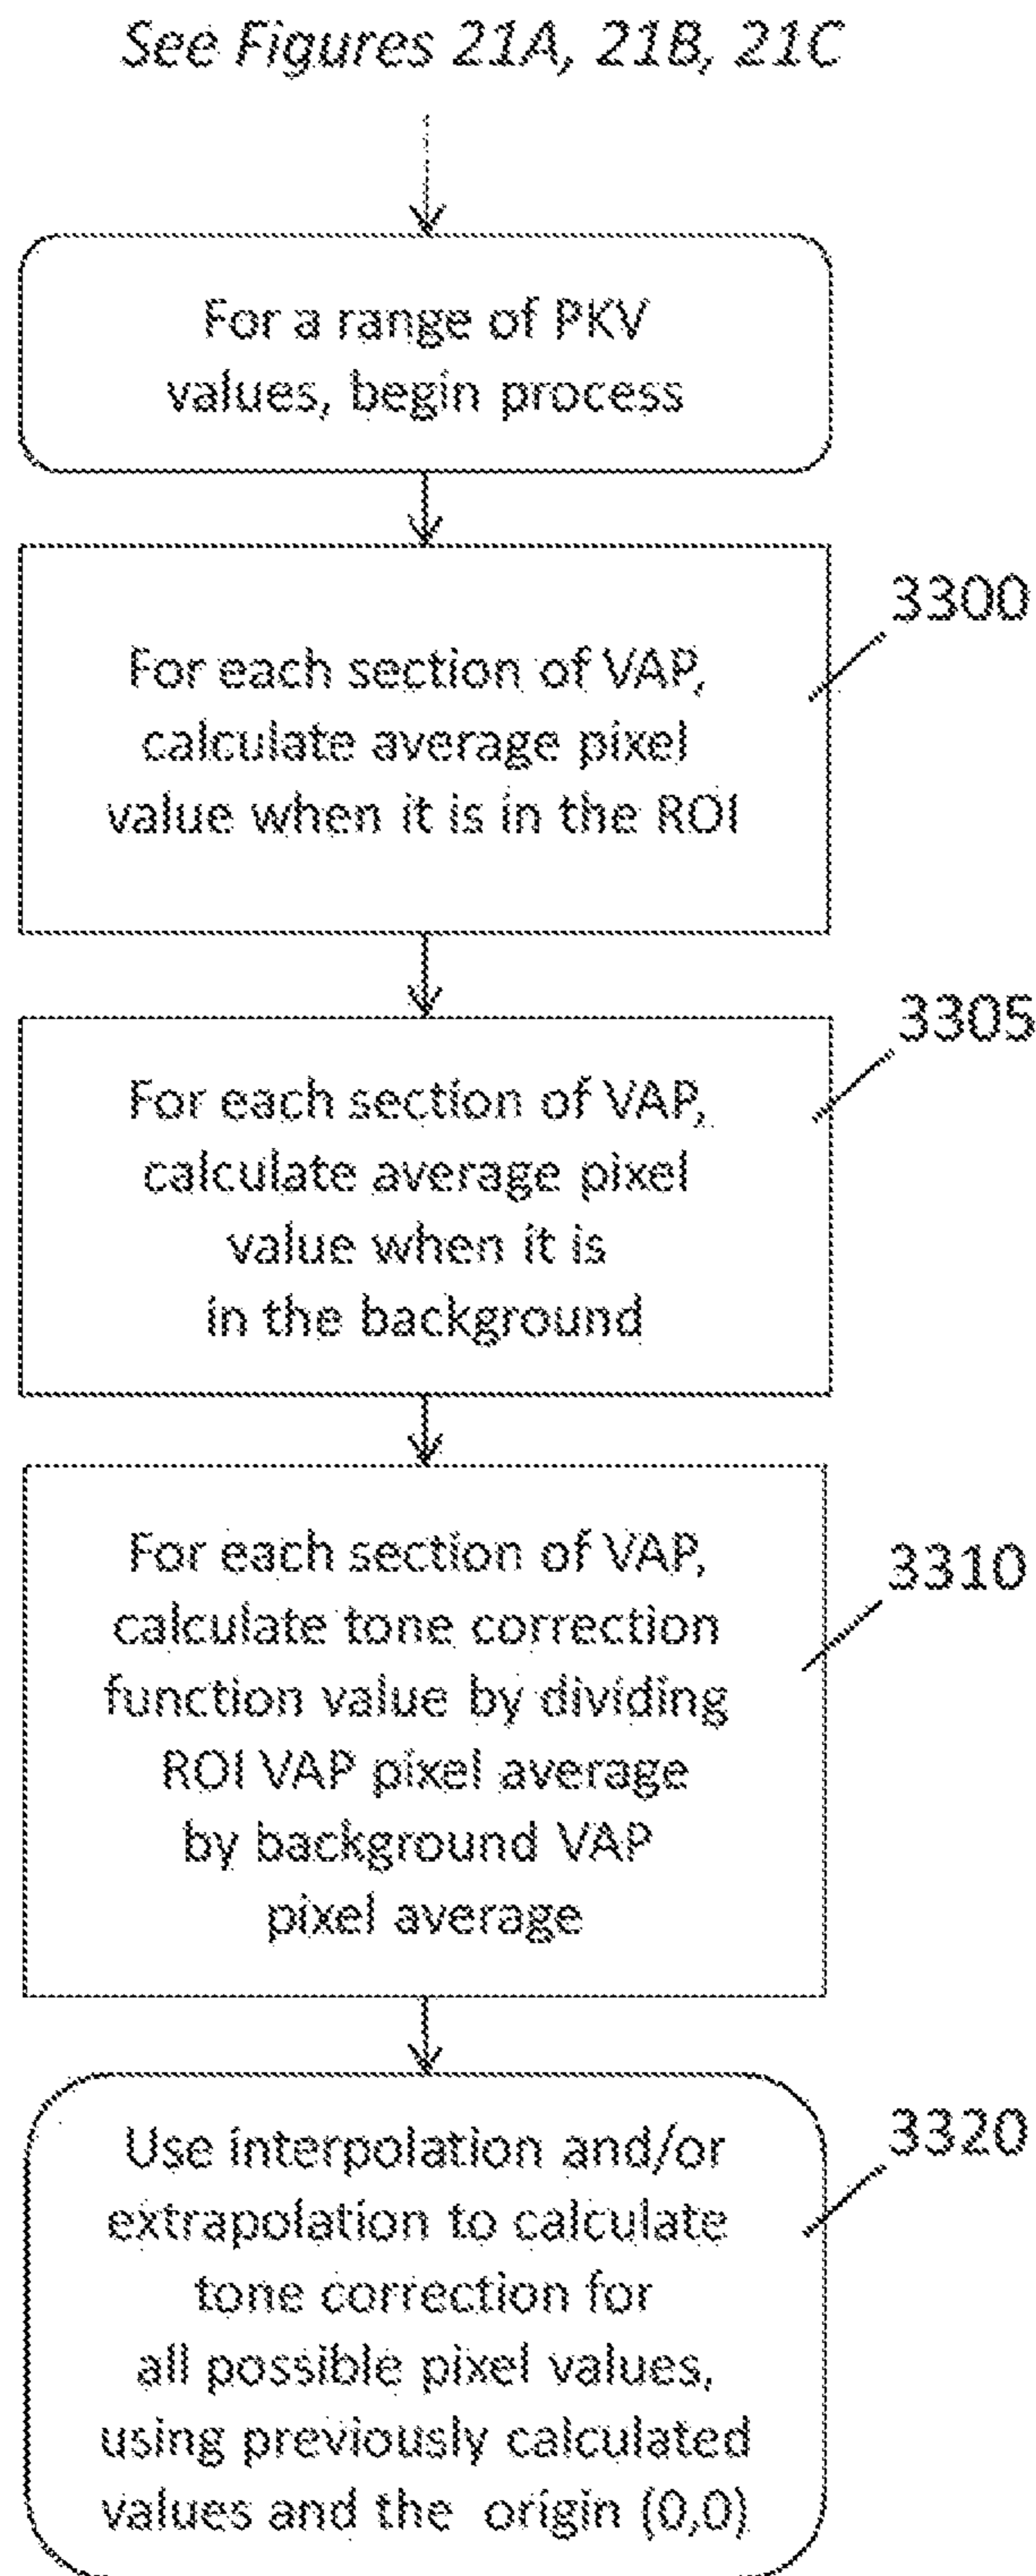 See Figures 21A, 21B, 21C
For a range of PKV
values, begin process
3300
For each section of VAP,
calculate average pixel
value when it is in the ROI
3305
For each section of VAP,
calculate average pixel
value when it is
in the background
3310
For each section of VAP,
calculate tone correction
function value by dividing
ROI VAP pixel average
by background VAP
pixel average
3320
Use interpolation and/or
extrapolation to calculate
tone correction for
all possible pixel values,
using previously calculated
values and the origin (0,0)